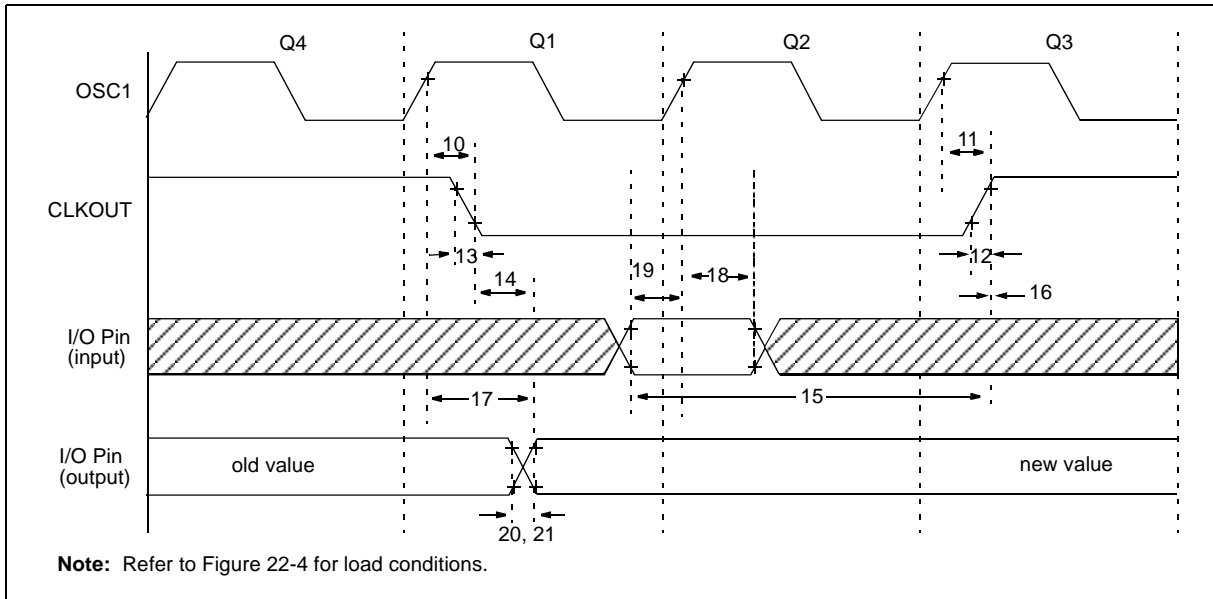 Q4 Q1 Q2 Q3
OSC1
10 11
CLKOUT
13 12
14 19 18 16
I/O Pin
(input)
17 15
I/O Pin
(output)
old value new value
20, 21
Note: Refer to Figure 22-4 for load conditions.